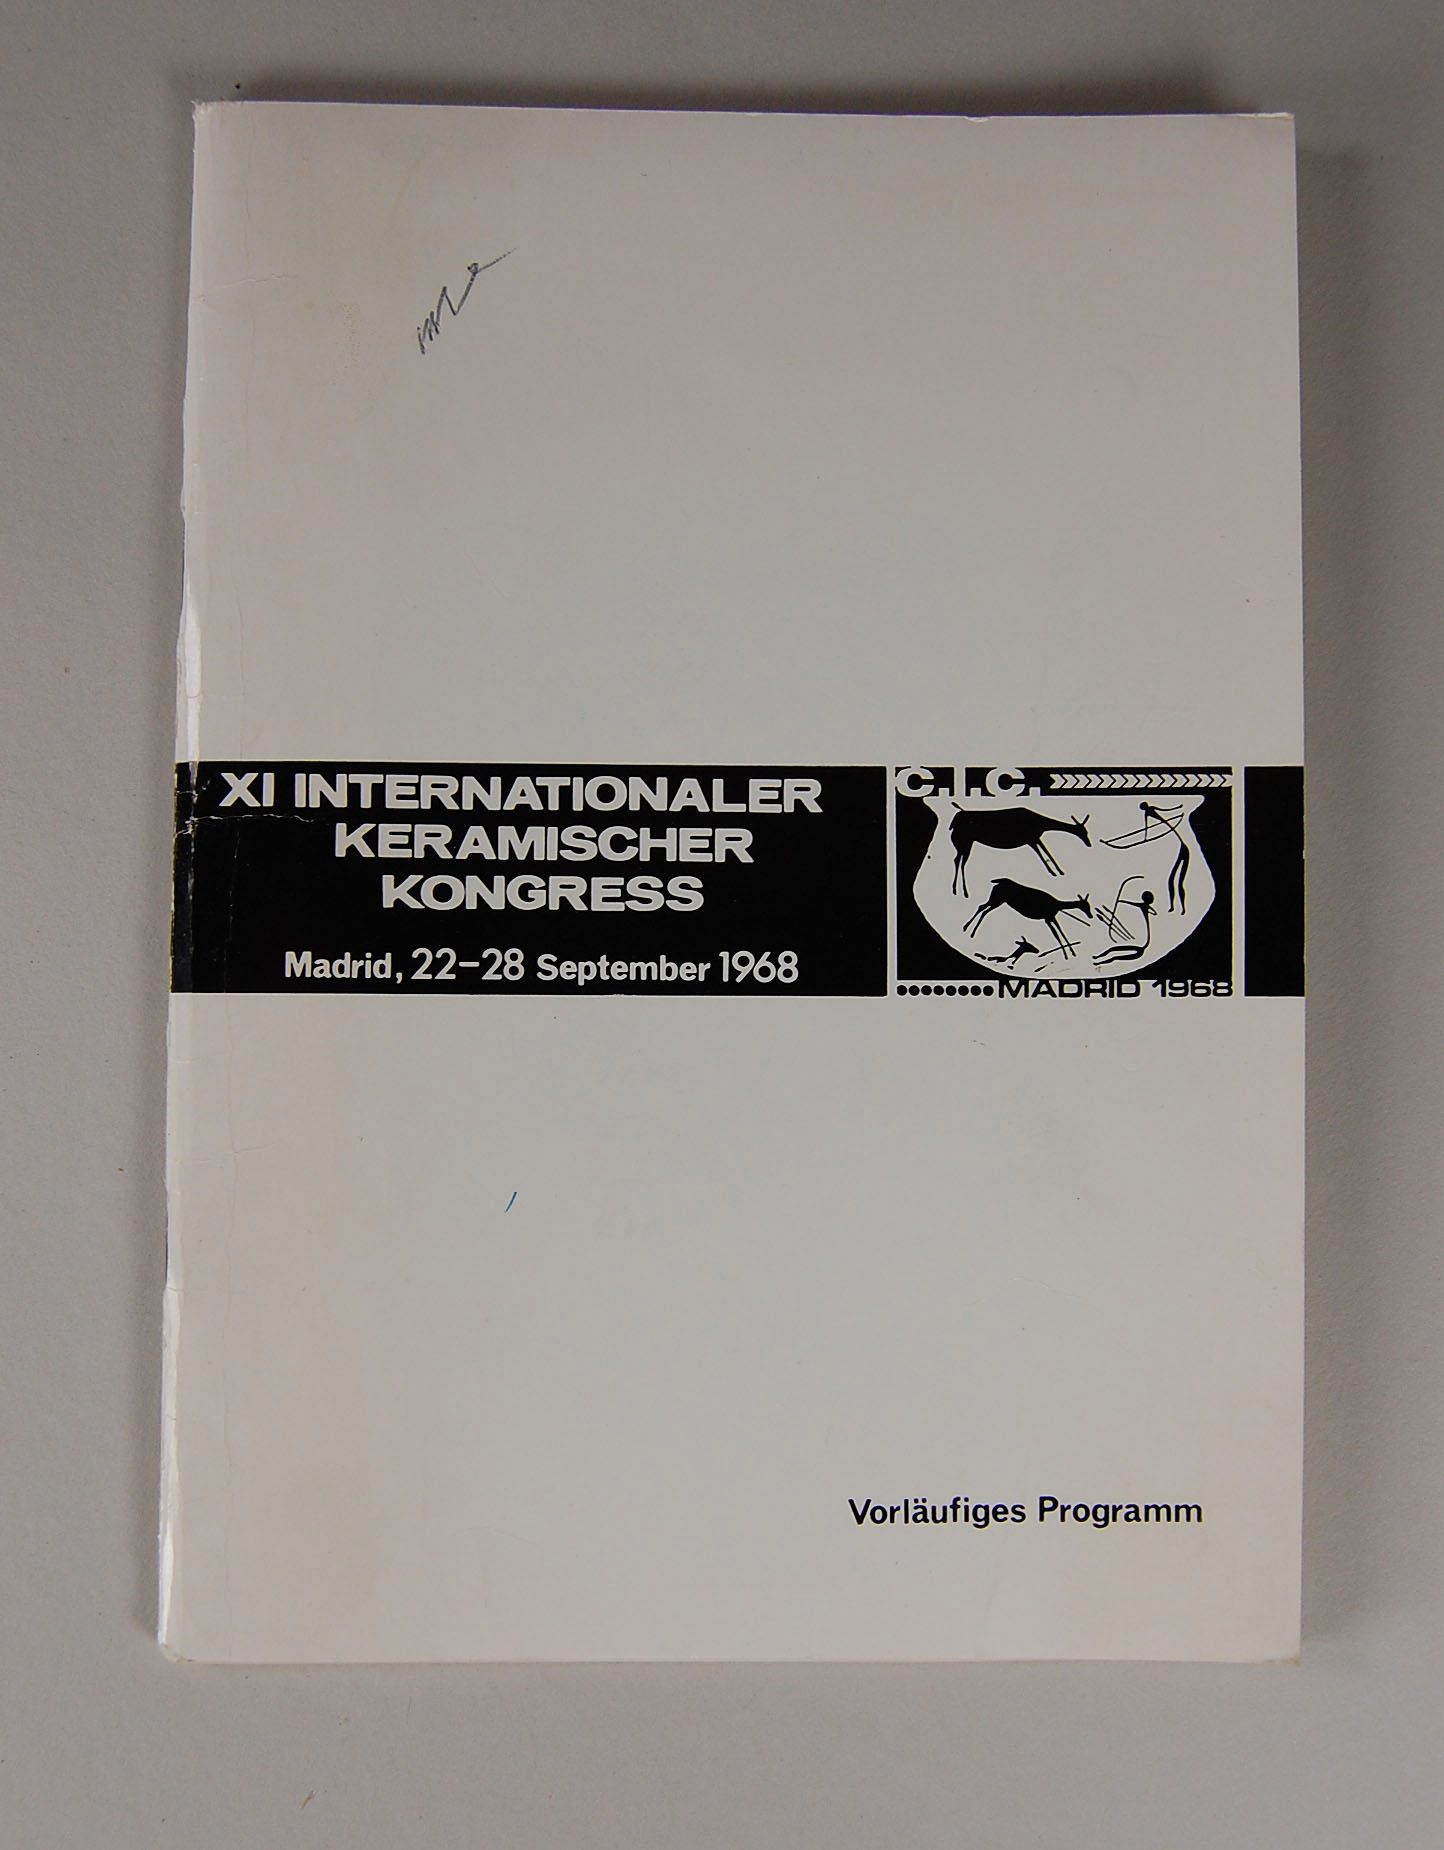 XI INTERNATIONALER
KERAMISCHER
KONGRESS
Madrid, 22–28 September 1968
C.I.C.
MADRID 1968
Vorläufiges Programm